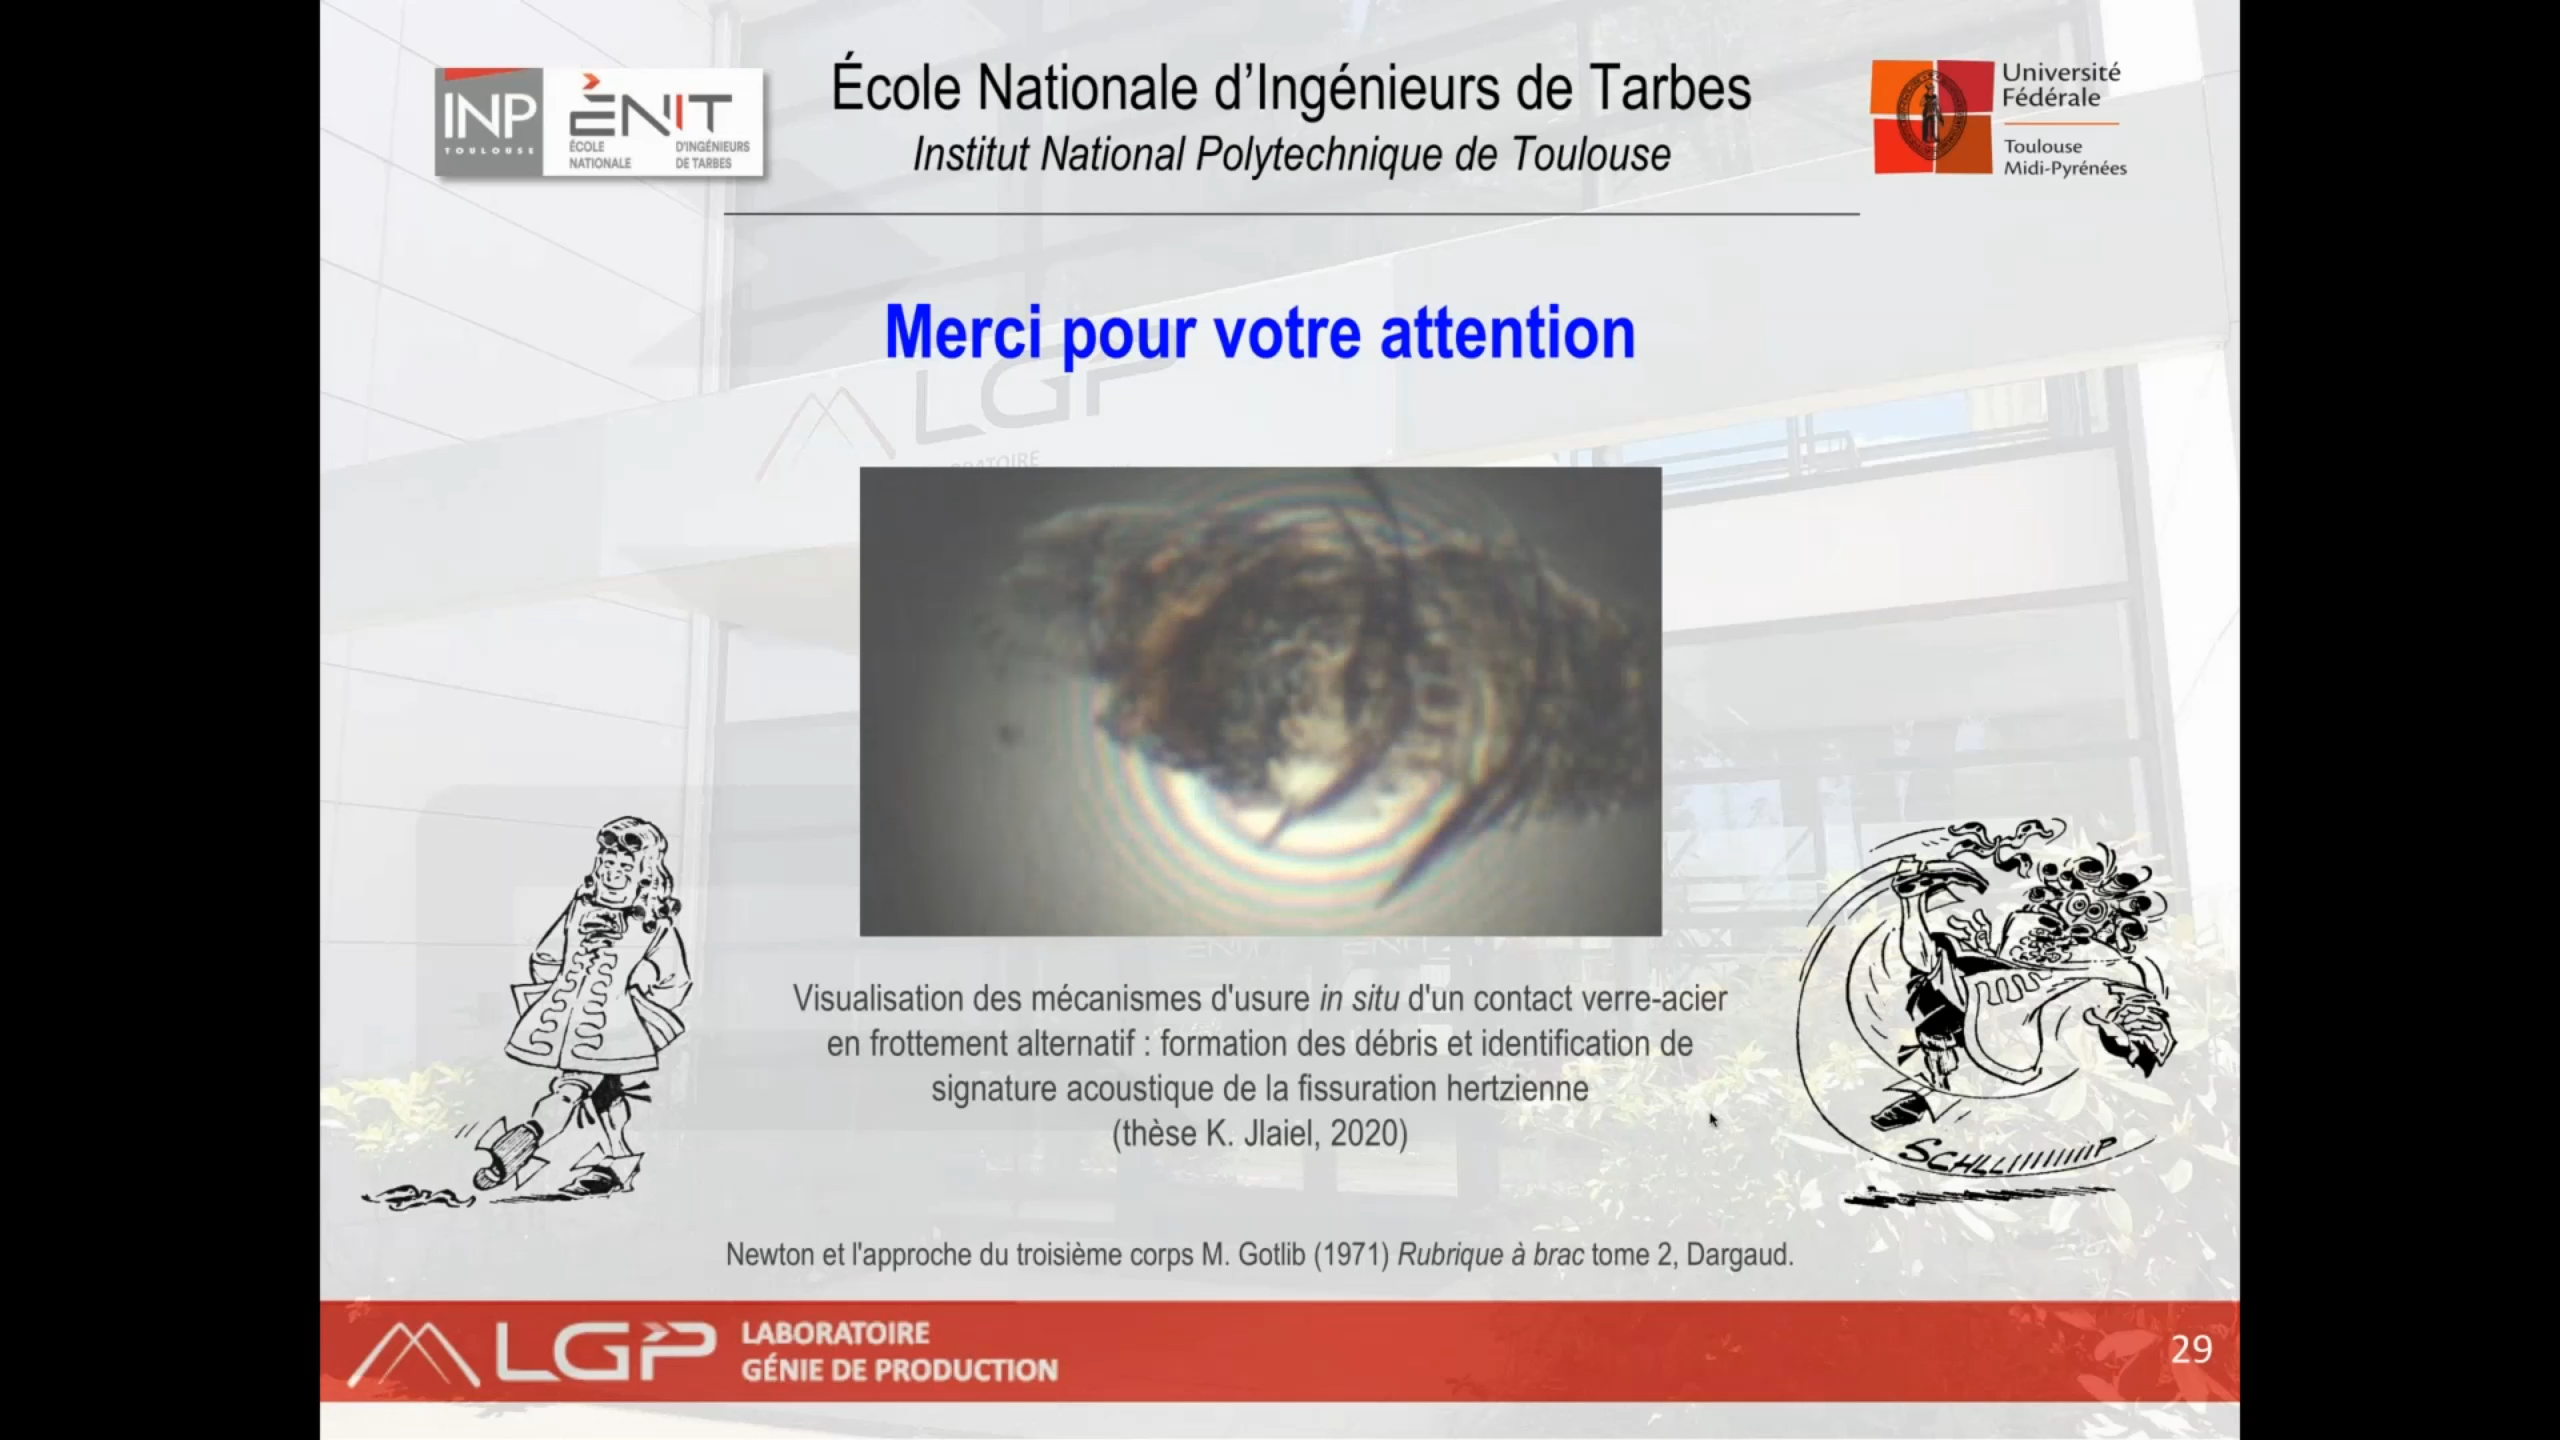 INP
TOULOUSE
ÈNIT
ÉCOLE NATIONALE
D'INGÉNIEURS DE TARBES
École Nationale d’Ingénieurs de Tarbes
Institut National Polytechnique de Toulouse
Université
Fédérale
Toulouse
Midi-Pyrénées
Merci pour votre attention
LGP
Visualisation des mécanismes d'usure in situ d'un contact verre-acier
en frottement alternatif : formation des débris et identification de
signature acoustique de la fissuration hertzienne
(thèse K. Jlaiel, 2020)
SCHLLIIIIIIIP
Newton et l'approche du troisième corps M. Gotlib (1971) Rubrique à brac tome 2, Dargaud.
LGP
LABORATOIRE
GÉNIE DE PRODUCTION
29